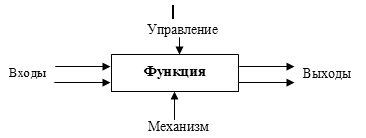 Управление
Входы
Функция
Выходы
Механизм